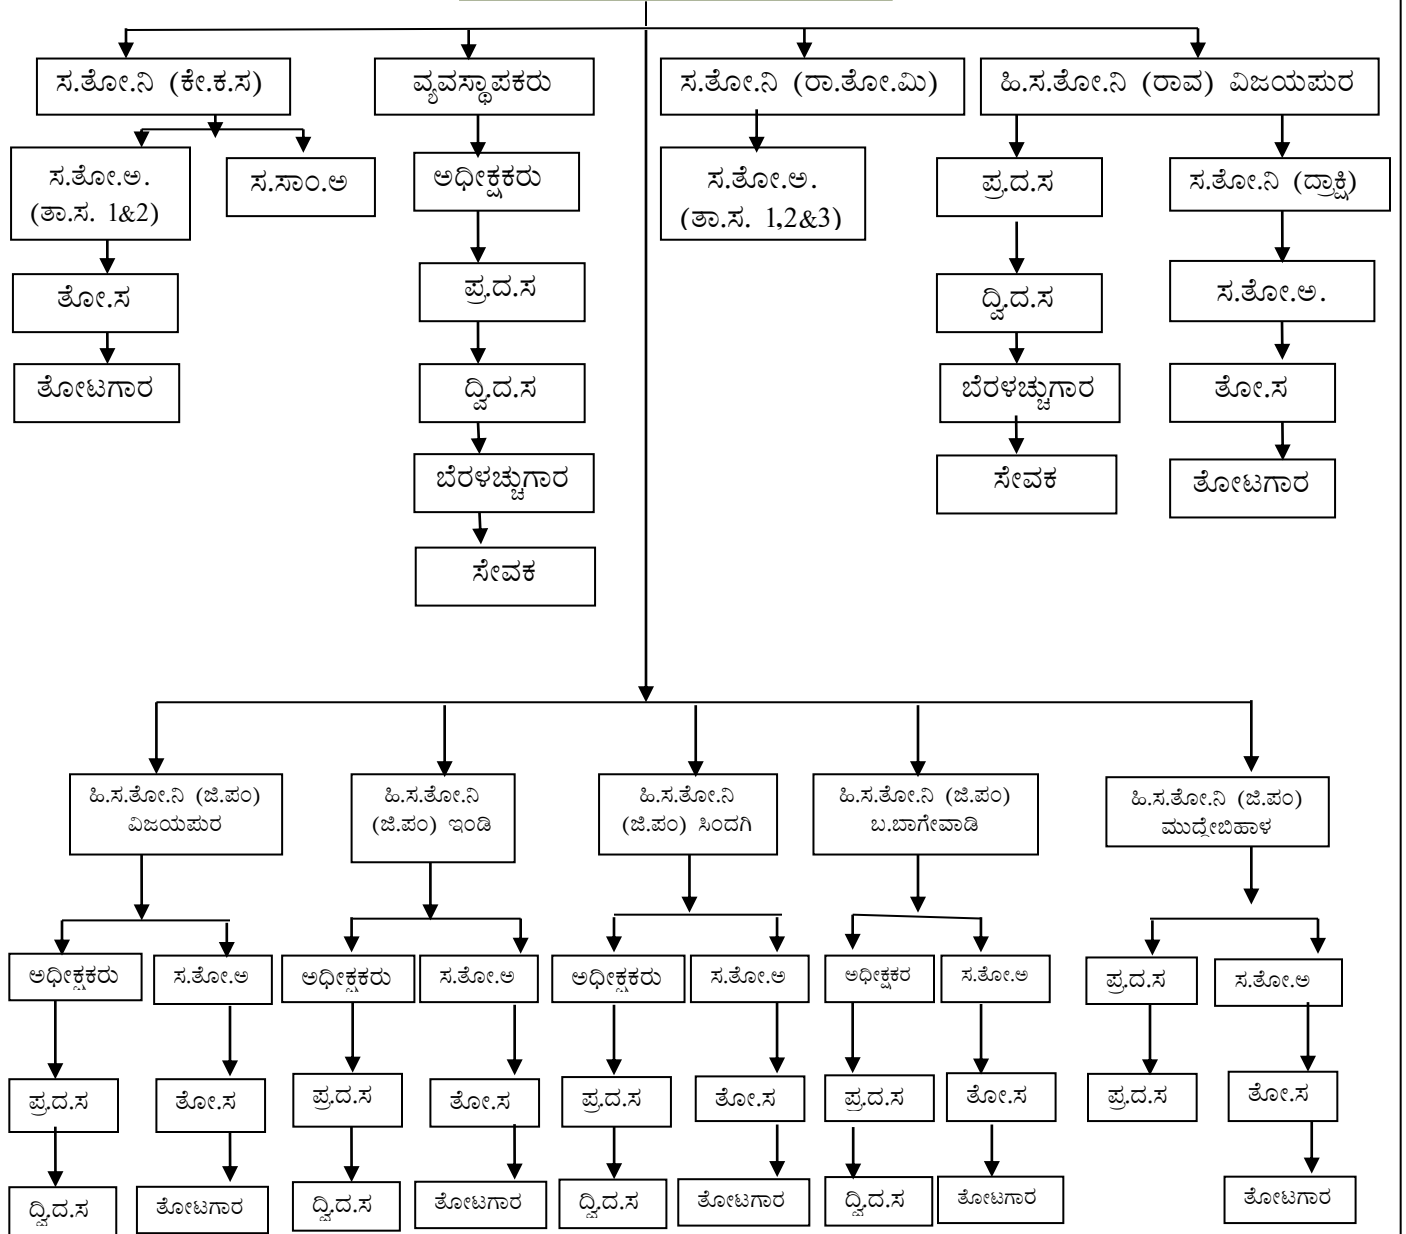 ಸ.ತೋ.ನಿ (ಕೇ.ಕ.ಸ)
ವ್ಯವಸ್ಥಾಪಕರು
ಸ.ತೋ.ನಿ (ರಾ.ತೋ.ಮಿ)
ಹಿ.ಸ.ತೋ.ನಿ (ರಾವ) ವಿಜಯಪುರ
ಸ.ತೋ.ಅ.
(ತಾ.ಸ. 1&2)
ಸ.ಸಾಂ.ಅ
ಅಧೀಕ್ಷಕರು
ಸ.ತೋ.ಅ.
(ತಾ.ಸ. 1,2&3)
ಪ್ರ.ದ.ಸ
ಸ.ತೋ.ನಿ (ದ್ರಾಕ್ಷಿ)
ತೋ.ಸ
ಪ್ರ.ದ.ಸ
ದ್ವಿ.ದ.ಸ
ಸ.ತೋ.ಅ.
ತೋಟಗಾರ
ದ್ವಿ.ದ.ಸ
ಬೆರಳಚ್ಚುಗಾರ
ತೋ.ಸ
ಬೆರಳಚ್ಚುಗಾರ
ಸೇವಕ
ತೋಟಗಾರ
ಸೇವಕ
ಹಿ.ಸ.ತೋ.ನಿ (ಜಿ.ಪಂ)
ವಿಜಯಪುರ
ಹಿ.ಸ.ತೋ.ನಿ
(ಜಿ.ಪಂ) ಇಂಡಿ
ಹಿ.ಸ.ತೋ.ನಿ
(ಜಿ.ಪಂ) ಸಿಂದಗಿ
ಹಿ.ಸ.ತೋ.ನಿ (ಜಿ.ಪಂ)
ಬ.ಬಾಗೇವಾಡಿ
ಹಿ.ಸ.ತೋ.ನಿ (ಜಿ.ಪಂ)
ಮುದ್ದೇಬಿಹಾಳ
ಅಧೀಕ್ಷಕರು
ಸ.ತೋ.ಅ
ಅಧೀಕ್ಷಕರು
ಸ.ತೋ.ಅ
ಅಧೀಕ್ಷಕರು
ಸ.ತೋ.ಅ
ಅಧೀಕ್ಷಕರ
ಸ.ತೋ.ಅ
ಪ್ರ.ದ.ಸ
ಸ.ತೋ.ಅ
ಪ್ರ.ದ.ಸ
ತೋ.ಸ
ಪ್ರ.ದ.ಸ
ತೋ.ಸ
ಪ್ರ.ದ.ಸ
ತೋ.ಸ
ಪ್ರ.ದ.ಸ
ತೋ.ಸ
ಪ್ರ.ದ.ಸ
ತೋ.ಸ
ದ್ವಿ.ದ.ಸ
ತೋಟಗಾರ
ದ್ವಿ.ದ.ಸ
ತೋಟಗಾರ
ದ್ವಿ.ದ.ಸ
ತೋಟಗಾರ
ದ್ವಿ.ದ.ಸ
ತೋಟಗಾರ
ತೋಟಗಾರ